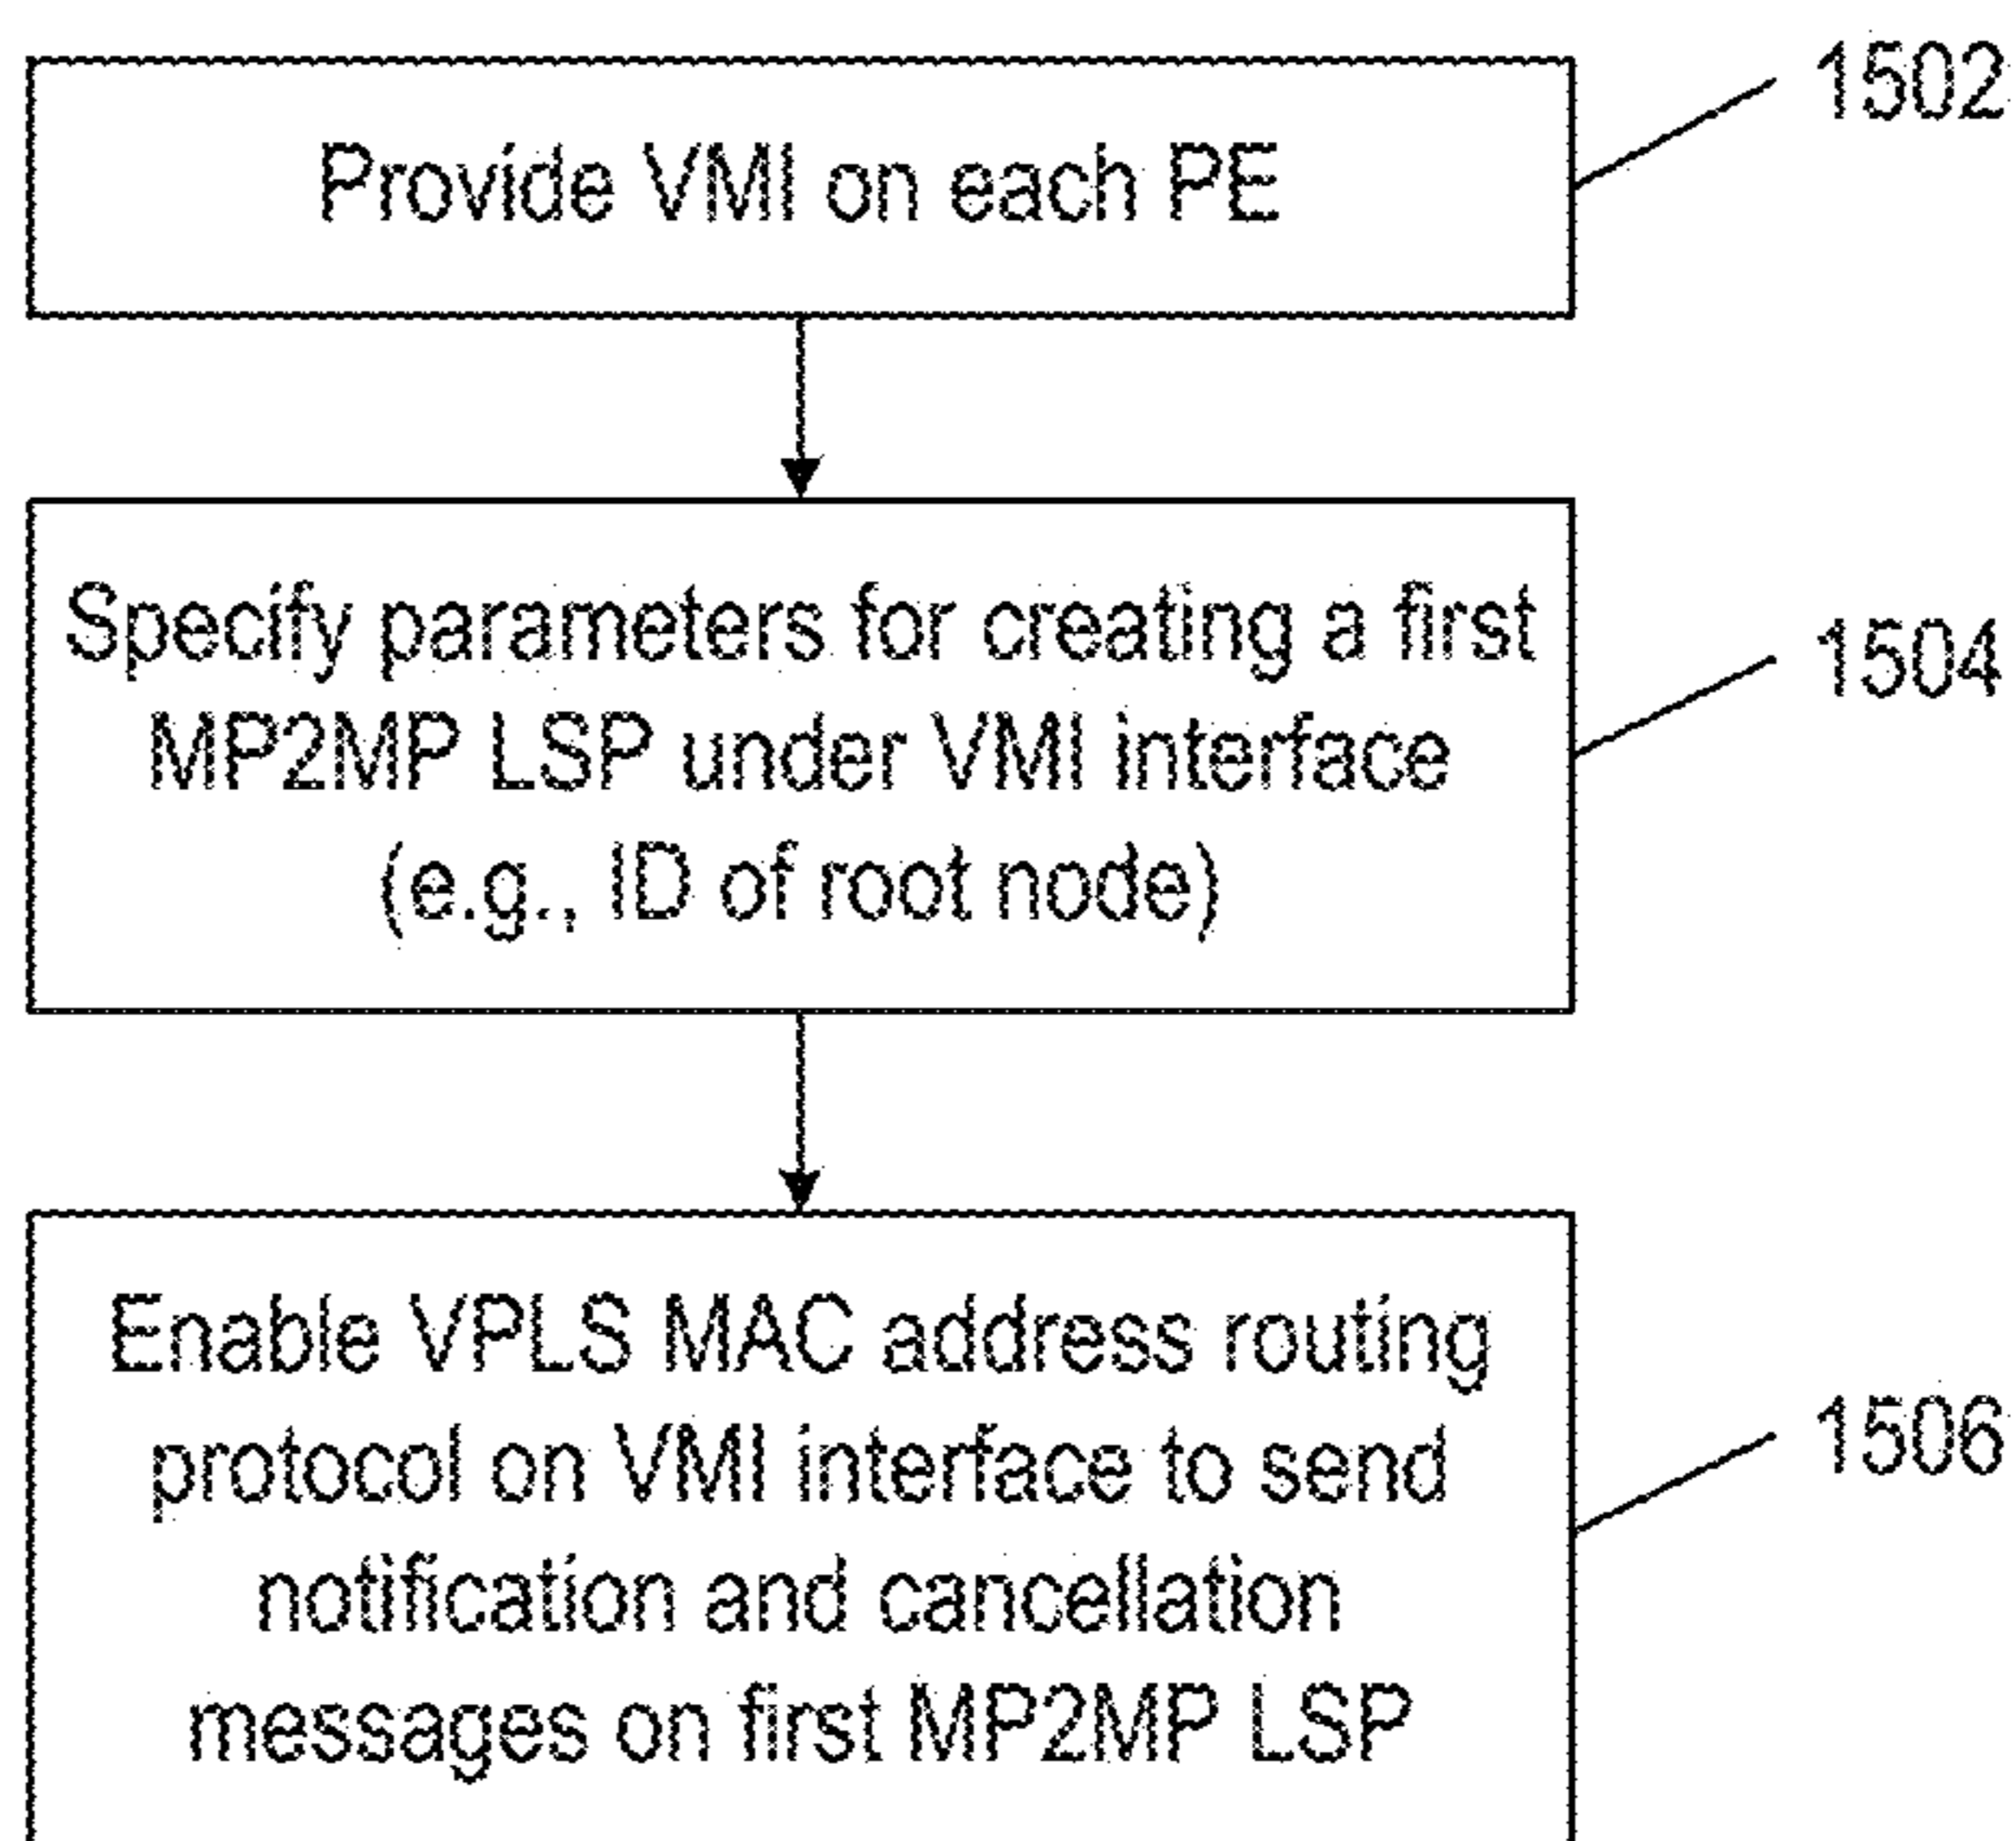 1502
Provide VMI on each PE
Specify parameters for creating a first
MP2MP LSP under VMI interface
(e.g., ID of root node)
1504
Enable VPLS MAC address routing
protocol on VMI interface to send
notification and cancellation
messages on first MP2MP LSP
1506